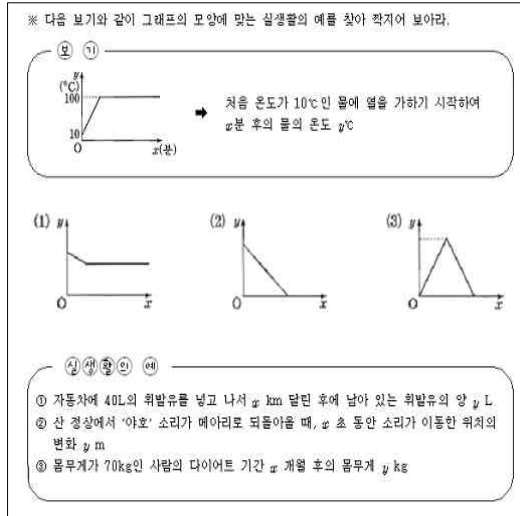 ※ 다음 보기와 같이 그래프의 모양에 맞는 실생활의 예를 찾아 짝지어 보아라.
보 기
y
(℃)
100
10
O
x(분)
➡ 처음 온도가 10℃인 물에 열을 가하기 시작하여
x분 후의 물의 온도 y℃
(1) y
O x
(2) y
O x
(3) y
O x
실생활의 예
① 자동차에 40L의 휘발유를 넣고 나서 x km 달린 후에 남아 있는 휘발유의 양 y L
② 산 정상에서 '야호' 소리가 메아리로 되돌아올 때, x 초 동안 소리가 이동한 위치의
변화 y m
③ 몸무게가 70kg인 사람의 다이어트 기간 x 개월 후의 몸무게 y kg